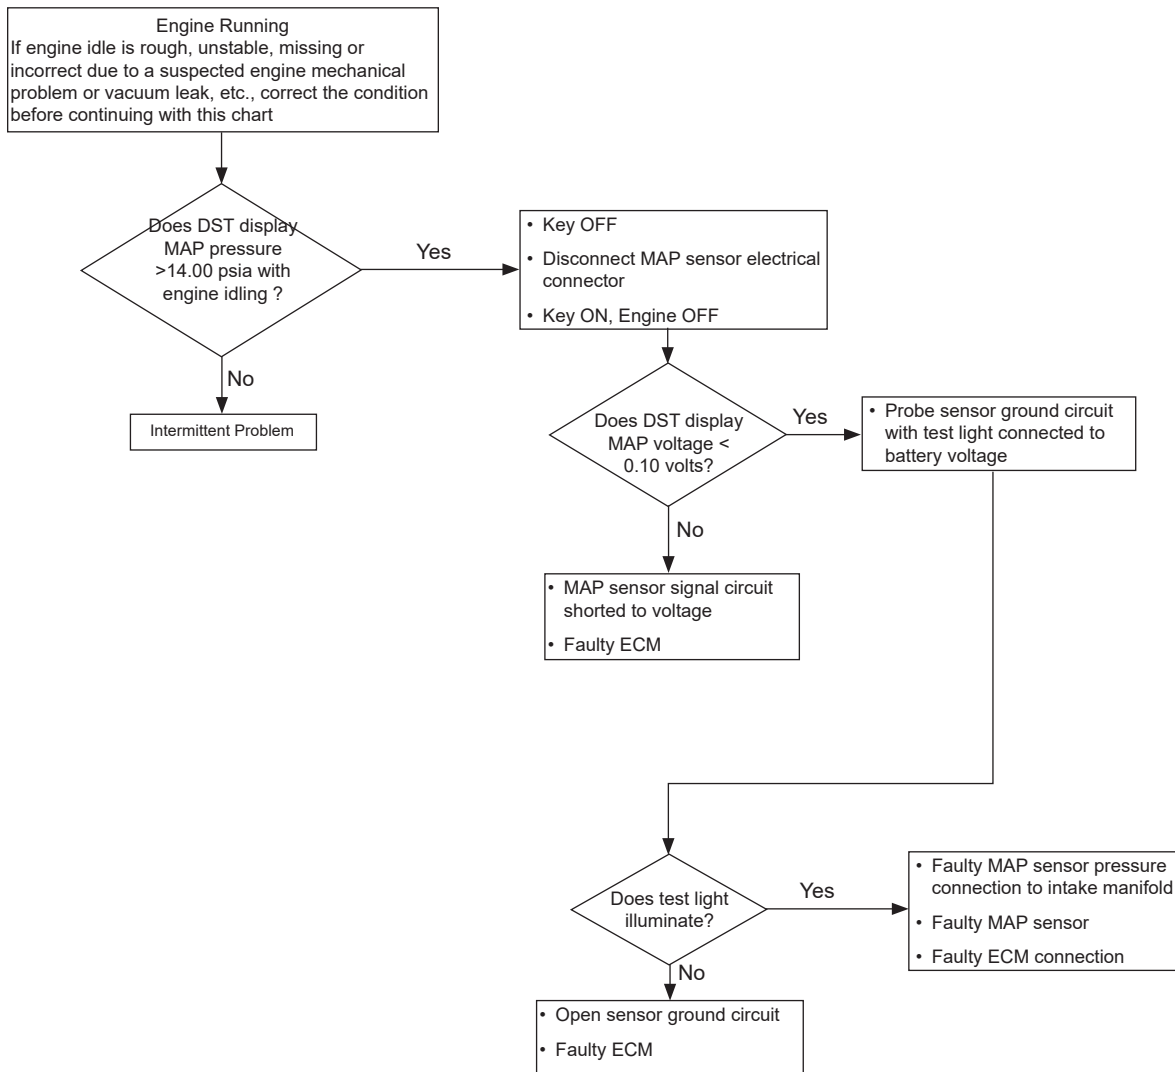 Engine Running
If engine idle is rough, unstable, missing or
incorrect due to a suspected engine mechanical
problem or vacuum leak, etc., correct the condition
before continuing with this chart
Does DST display
MAP pressure
>14.00 psia with
engine idling ?
Yes
No
Intermittent Problem
• Key OFF
• Disconnect MAP sensor electrical
connector
• Key ON, Engine OFF
Does DST display
MAP voltage <
0.10 volts?
Yes
No
• Probe sensor ground circuit
with test light connected to
battery voltage
• MAP sensor signal circuit
shorted to voltage
• Faulty ECM
Does test light
illuminate?
Yes
No
• Faulty MAP sensor pressure
connection to intake manifold
• Faulty MAP sensor
• Faulty ECM connection
• Open sensor ground circuit
• Faulty ECM